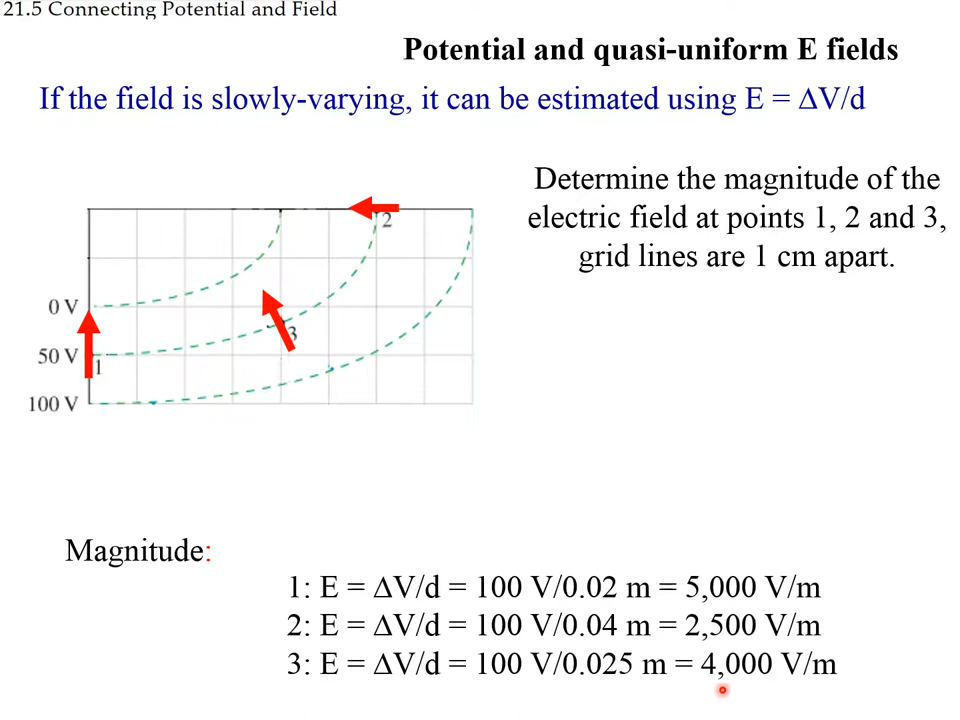 21.5 Connecting Potential and Field
Potential and quasi-uniform E fields
If the field is slowly-varying, it can be estimated using E = ΔV/d
Determine the magnitude of the
electric field at points 1, 2 and 3,
grid lines are 1 cm apart.
2
0 V
3
50 V
1
100 V
Magnitude:
1: E = ΔV/d = 100 V/0.02 m = 5,000 V/m
2: E = ΔV/d = 100 V/0.04 m = 2,500 V/m
3: E = ΔV/d = 100 V/0.025 m = 4,000 V/m